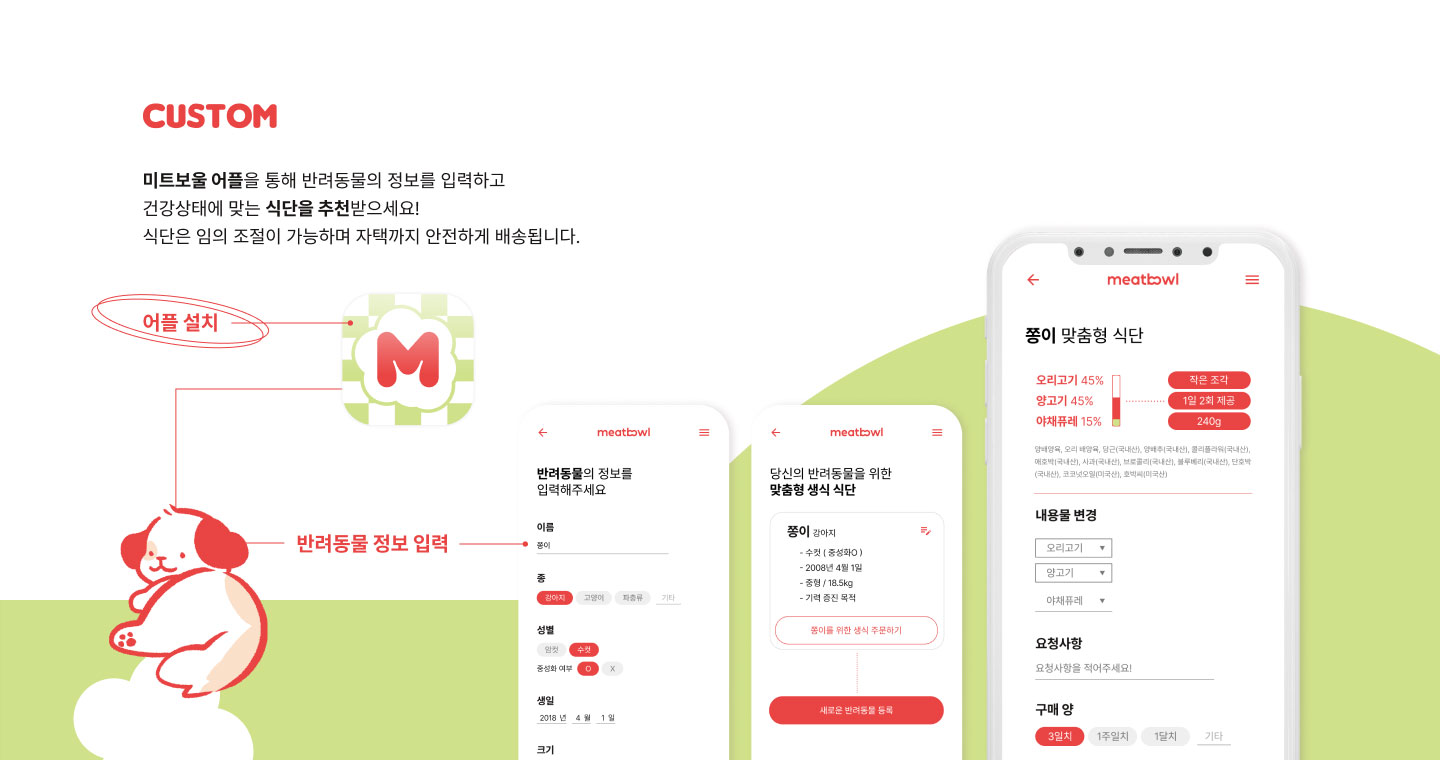 CUSTOM
미트보울 어플을 통해 반려동물의 정보를 입력하고
건강상태에 맞는 식단을 추천받으세요!
식단은 임의 조절이 가능하며 자택까지 안전하게 배송됩니다.
어플 설치
M
반려동물 정보 입력
meatbowl
반려동물의 정보를
입력해주세요
이름
쫑이
종
강아지 고양이 파충류 기타
성별
암컷 수컷
중성화 여부 O X
생일
2018 년 4 월 1 일
크기
meatbowl
당신의 반려동물을 위한
맞춤형 생식 식단
쫑이 강아지
- 수컷 ( 중성화O )
- 2008년 4월 1일
- 중형 / 18.5kg
- 기력 증진 목적
쫑이를 위한 생식 주문하기
새로운 반려동물 등록
meatbowl
쫑이 맞춤형 식단
오리고기 45% 작은 조각
양고기 45% 1일 2회 제공
야채퓨레 15% 240g
양배양육, 오리 배양육, 당근(국내산), 양배추(국내산), 콜리플라워(국내산),
애호박(국내산), 사과(국내산), 브로콜리(국내산), 블루베리(국내산), 단호박
(국내산), 코코넛오일(미국산), 호박씨(미국산)
내용물 변경
오리고기 ▼
양고기 ▼
야채퓨레 ▼
요청사항
요청사항을 적어주세요!
구매 양
3일치 1주일치 1달치 기타